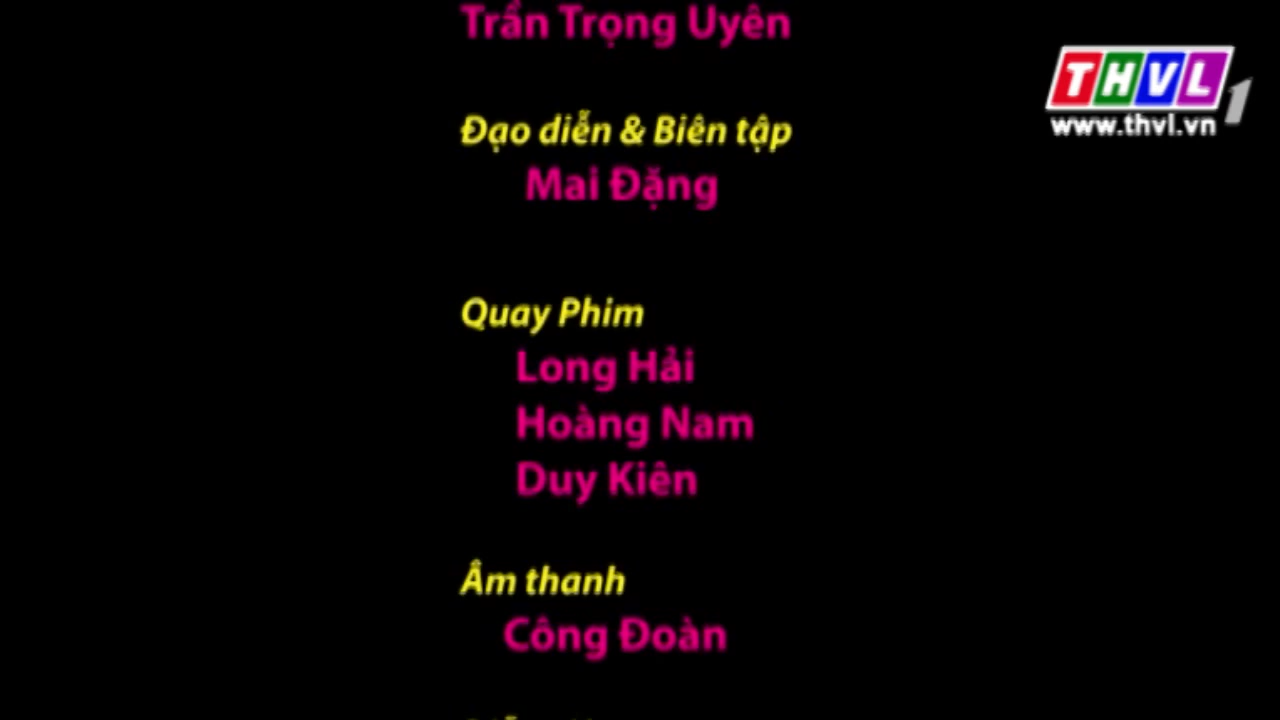 Trần Trọng Uyên
THVL1
www.thvl.vn
Đạo diễn & Biên tập
Mai Đặng
Quay Phim
Long Hải
Hoàng Nam
Duy Kiên
Âm thanh
Công Đoàn